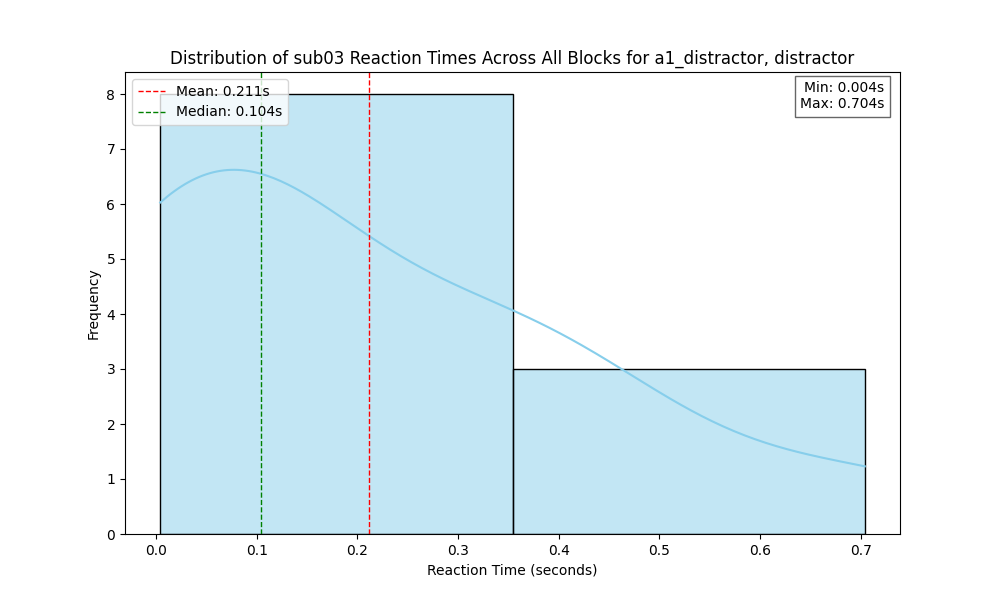 Distribution of sub03 Reaction Times Across All Blocks for a1_distractor, distractor
Mean: 0.211s
Median: 0.104s
Min: 0.004s
Max: 0.704s
Frequency
8
7
6
5
4
3
2
1
0
0.0 0.1 0.2 0.3 0.4 0.5 0.6 0.7
Reaction Time (seconds)